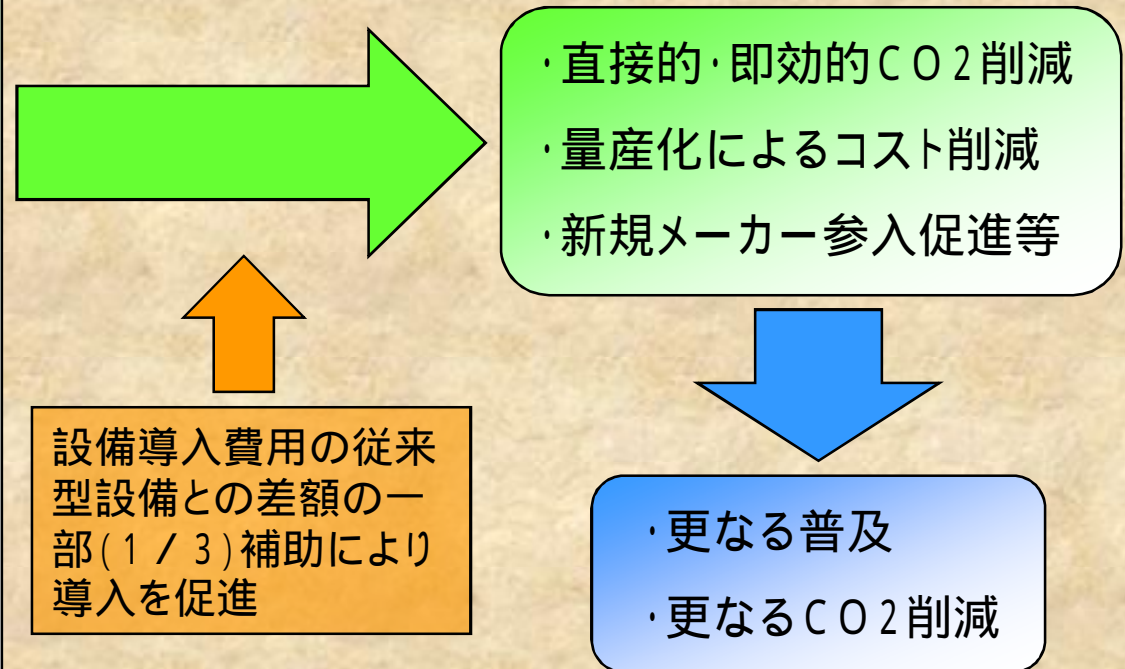 ・直接的・即効的CO2削減
・量産化によるコスト削減
・新規メーカー参入促進等
設備導入費用の従来
型設備との差額の一
部(1/3)補助により
導入を促進
・更なる普及
・更なるCO2削減